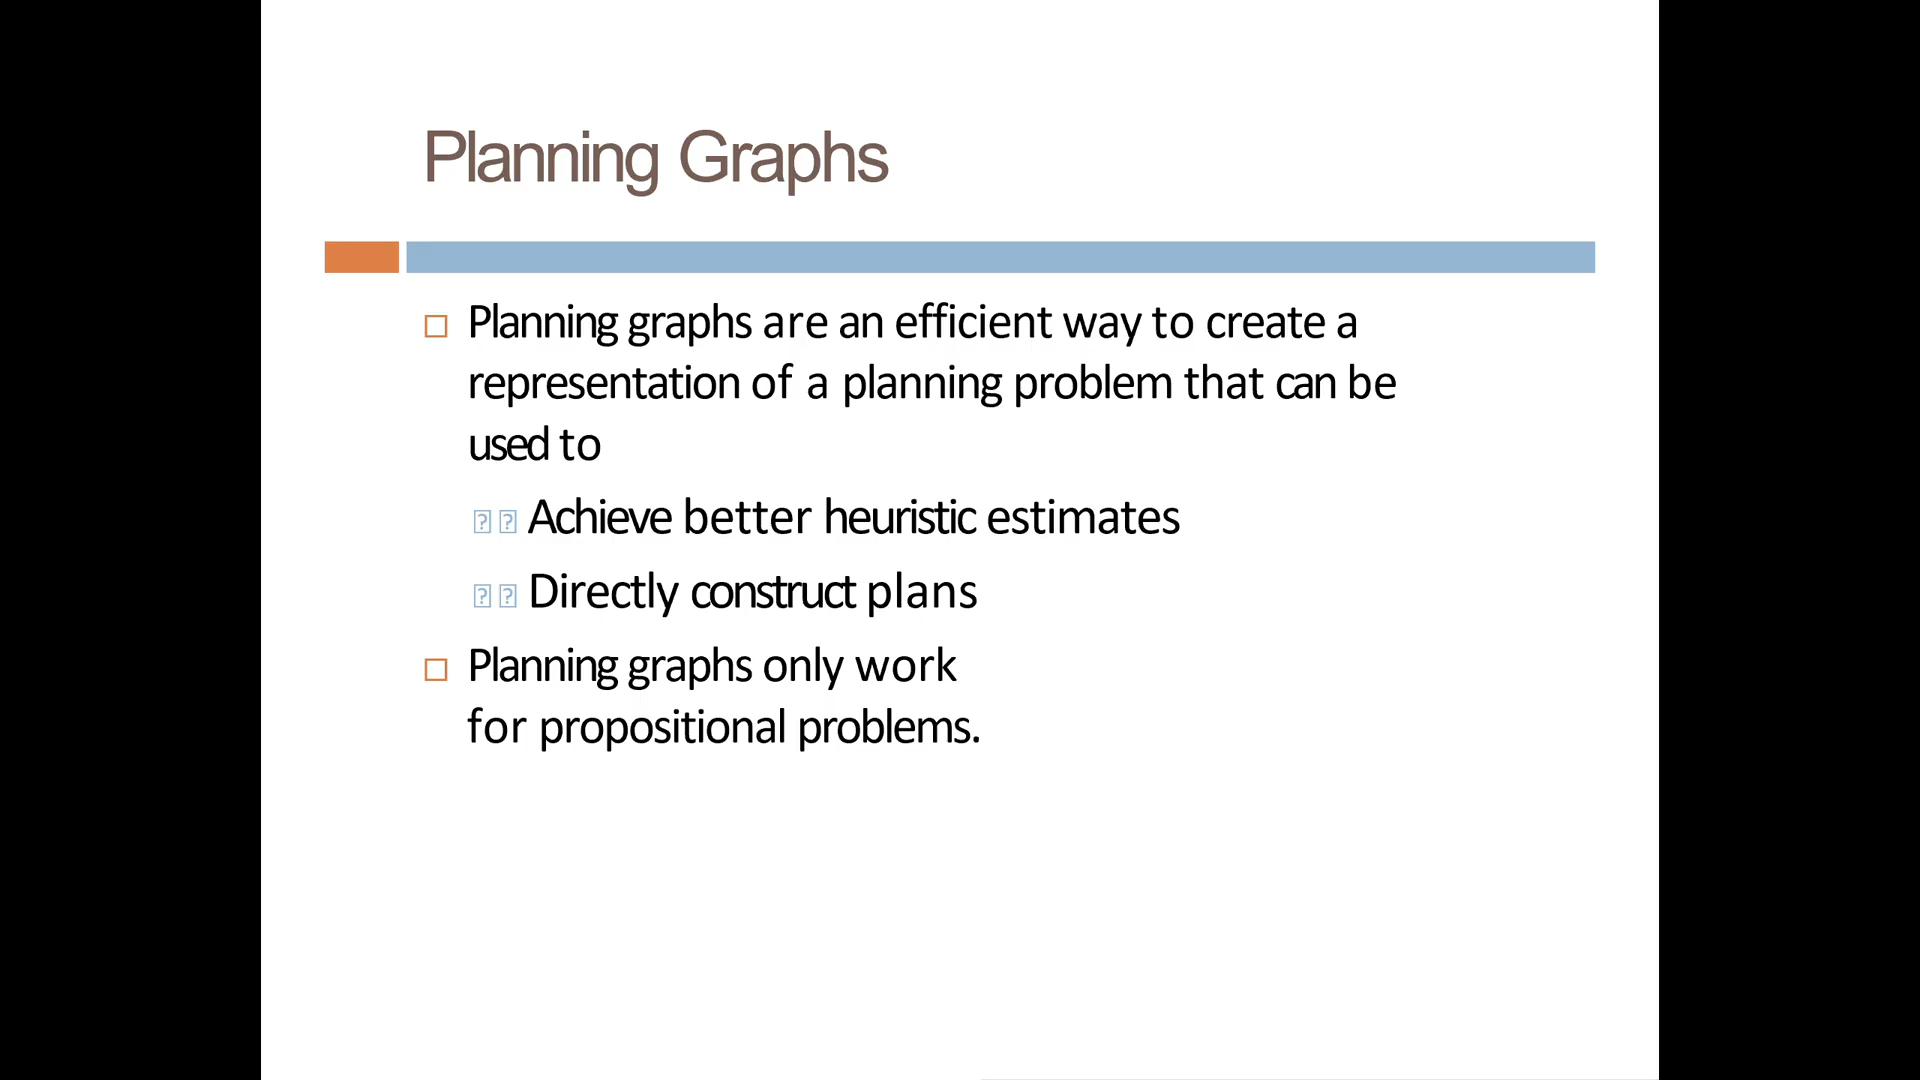 Planning Graphs
Planning graphs are an efficient way to create a
representation of a planning problem that can be
used to
Achieve better heuristic estimates
Directly construct plans
Planning graphs only work
for propositional problems.